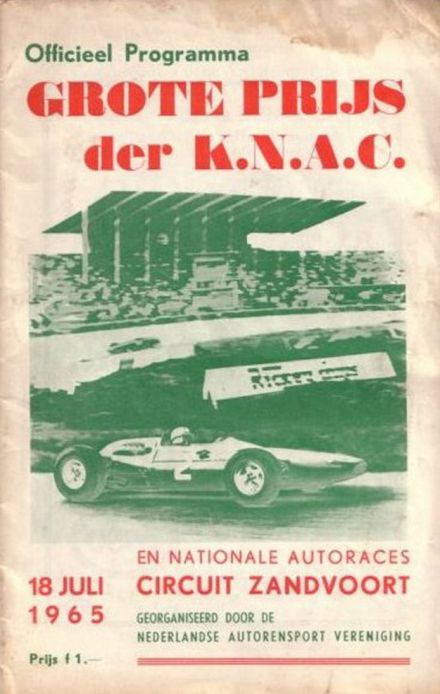 Officieel Programma
GROTE PRIJS
der K.N.A.C.
2
EN NATIONALE AUTORACES
18 JULI CIRCUIT ZANDVOORT
1965 GEORGANISEERD DOOR DE
NEDERLANDSE AUTORENSPORT VERENIGING
Prijs f 1.—